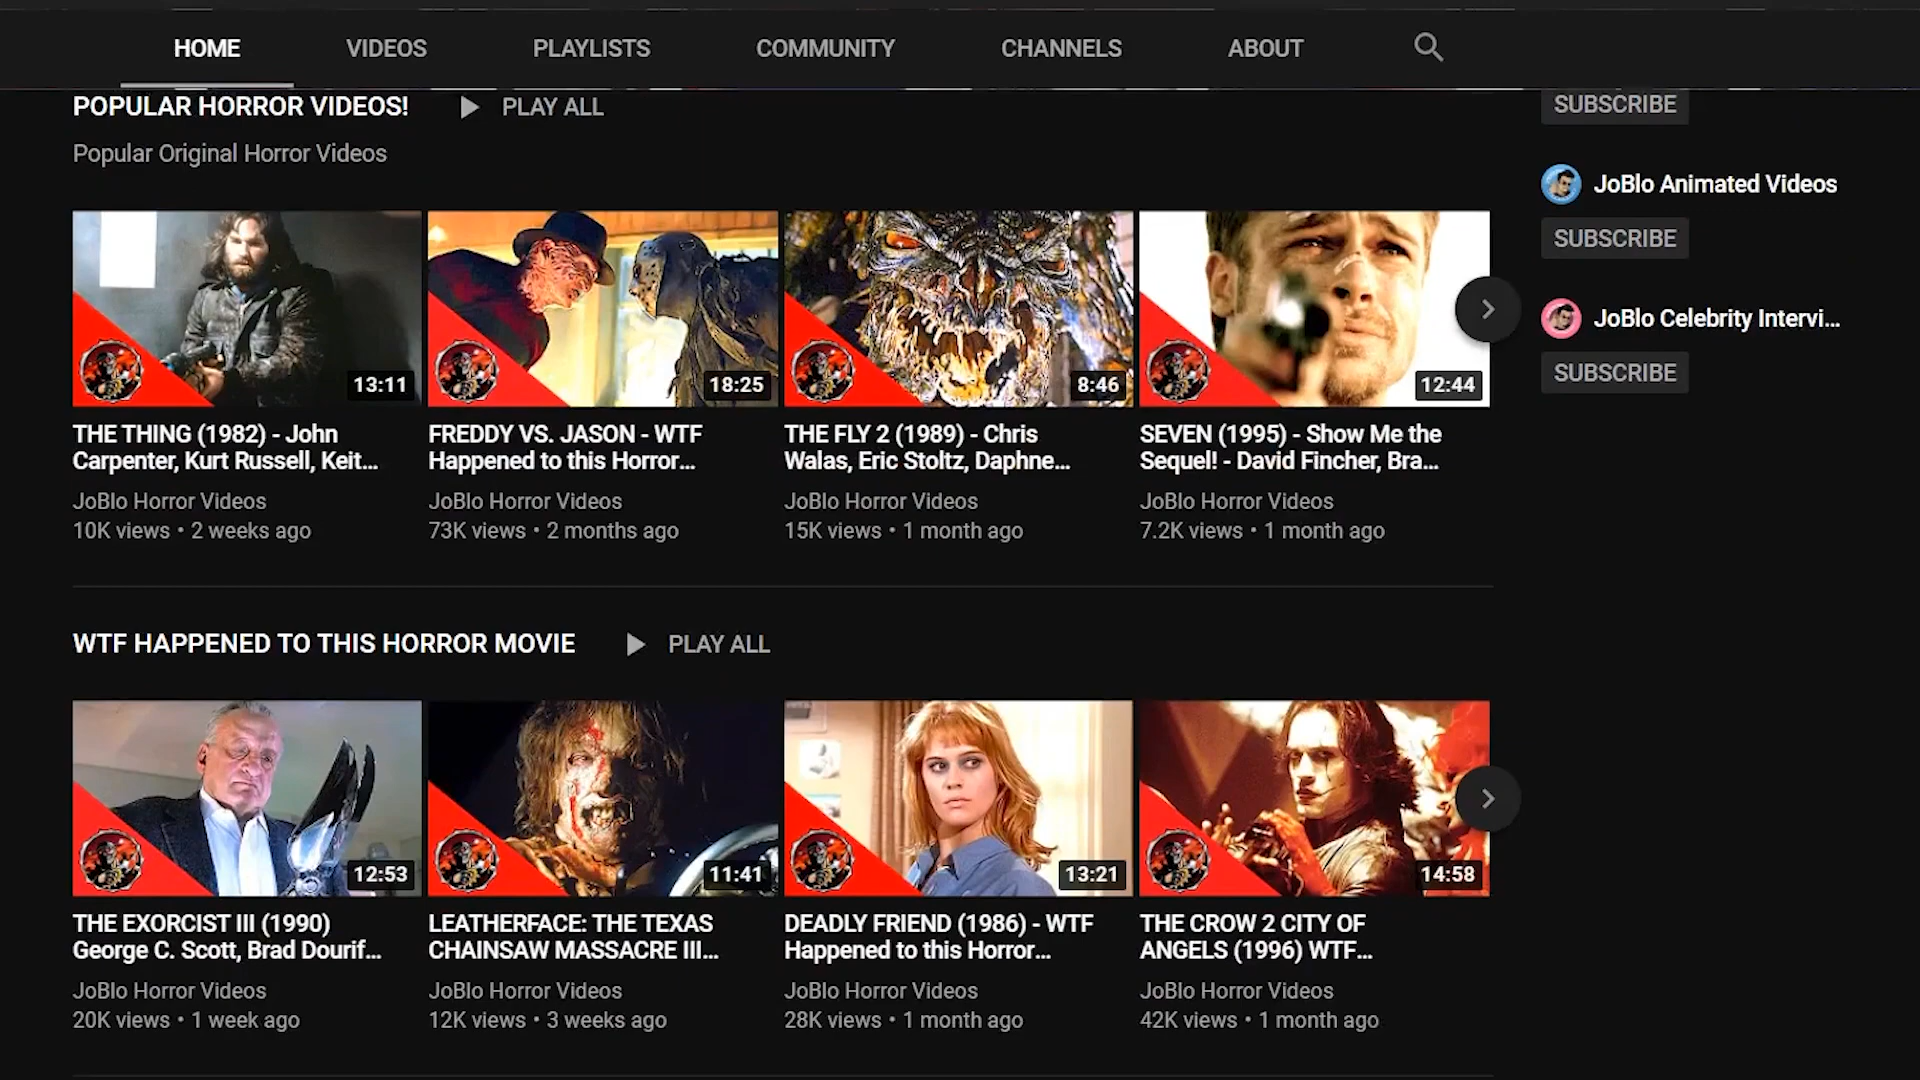 HOME VIDEOS PLAYLISTS COMMUNITY CHANNELS ABOUT
POPULAR HORROR VIDEOS! PLAY ALL
Popular Original Horror Videos
13:11
THE THING (1982) - John
Carpenter, Kurt Russell, Keit...
JoBlo Horror Videos
10K views • 2 weeks ago
18:25
FREDDY VS. JASON - WTF
Happened to this Horror...
JoBlo Horror Videos
73K views • 2 months ago
8:46
THE FLY 2 (1989) - Chris
Walas, Eric Stoltz, Daphne...
JoBlo Horror Videos
15K views • 1 month ago
12:44
SEVEN (1995) - Show Me the
Sequel! - David Fincher, Bra...
JoBlo Horror Videos
7.2K views • 1 month ago
WTF HAPPENED TO THIS HORROR MOVIE PLAY ALL
12:53
THE EXORCIST III (1990)
George C. Scott, Brad Dourif...
JoBlo Horror Videos
20K views • 1 week ago
11:41
LEATHERFACE: THE TEXAS
CHAINSAW MASSACRE III...
JoBlo Horror Videos
12K views • 3 weeks ago
13:21
DEADLY FRIEND (1986) - WTF
Happened to this Horror...
JoBlo Horror Videos
28K views • 1 month ago
14:58
THE CROW 2 CITY OF
ANGELS (1996) WTF...
JoBlo Horror Videos
42K views • 1 month ago
SUBSCRIBE
JoBlo Animated Videos
SUBSCRIBE
JoBlo Celebrity Intervi...
SUBSCRIBE